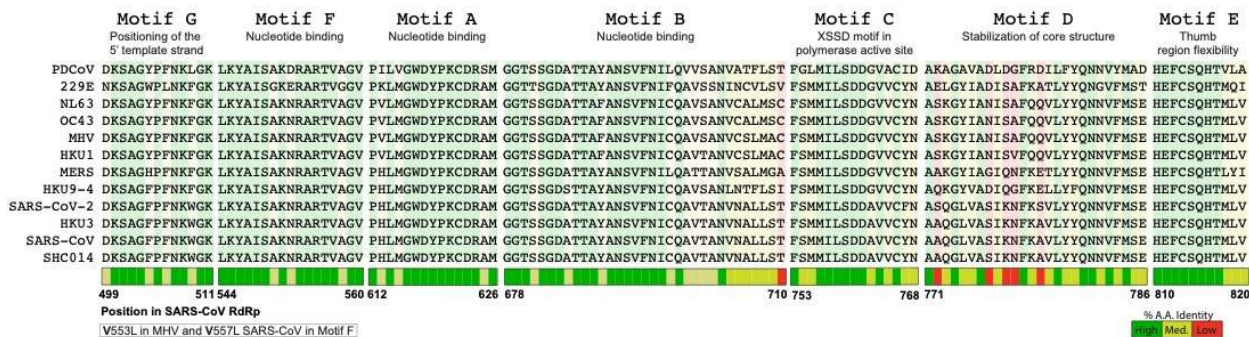 Motif G Motif F Motif A Motif B Motif C Motif D Motif E
Positioning of the 5' template strand Nucleotide binding Nucleotide binding Nucleotide binding XSSD motif in polymerase active site Stabilization of core structure Thumb region flexibility
PDCoV DKSAGYPFNKLGK LKYAISAKDRARTVAGV PILVGWDYPKCDRSM GGTSSGDATTAYANSVFNILQVVSANVATFLST FGLMILSDDGVACID AKAGAVADLDGFRDILFYQNNVYMAD HEFCSQHTVLA
229E NKSAGWPLNKFGK LKYAISGKERARTVGGV PKLMGWDYPKCDRAM GGTTSGDATTAYANSVFNIFQAVSSNINCVLSV FSMMILSDDGVVCYN AELGYIADISAFKATLYYQNGVFMST HEFCSQHTMQI
NL63 DKSAGYPFNKFGK LKYAISAKNRARTVAGV PVLMGWDYPKCDRAM GGTSSGDATTAFANSVFNICQAVSANVCALMSC FSMMILSDDGVVCYN ASKGYIANISAFQQVLYYQNNVFMSE HEFCSQHTMLV
OC43 DKSAGYPFNKFGK LKYAISAKNRARTVAGV PVLMGWDYPKCDRAM GGTSSGDATTAFANSVFNICQAVSANVCALMSC FSMMILSDDGVVCYN ASKGYIANISAFQQVLYYQNNVFMSE HEFCSQHTMLV
MHV DKSAGYPFNKFGK LKYAISAKNRARTVAGV PVLMGWDYPKCDRAM GGTSSGDATTAFANSVFNICQAVSANVCSLMAC FSMMILSDDGVVCYN ASKGYIANISAFQQVLYYQNNVFMSE HEFCSQHTMLV
HKU1 DKSAGYPFNKFGK LKYAISAKNRARTVAGV PVLMGWDYPKCDRAM GGTSSGDATTAFANSVFNICQAVTANVCSLMAC FSMMILSDDGVVCYN ASKGYIANISVFQQVLYYQNNVFMSE HEFCSQHTMLV
MERS DKSAGHPFNKFGK LKYAISAKNRARTVAGV PHLMGWDYPKCDRAM GGTSSGDATTAYANSVFNILQATTANVSALMGA FSMMILSDDGVVCYN AAKGYIAGIQNFKETLYYQNNVFMSE HEFCSQHTLYI
HKU9-4 DKSAGFPFNKFGK LKYAISAKNRARTVAGV PHLMGWDYPKCDRAM GGTSSGDSTTAYANSVFNICQAVSANLNTFLSI FSMMILSDDGVVCYN AQKGYVADIQGFKELLYFQNNVFMSE HEFCSQHTMLV
SARS-CoV-2 DKSAGFPFNKWGK LKYAISAKNRARTVAGV PHLMGWDYPKCDRAM GGTSSGDATTAYANSVFNICQAVTANVNALLST FSMMILSDDAVVCFN ASQGLVASIKNFKSVLYYQNNVFMSE HEFCSQHTMLV
HKU3 DKSAGFPFNKWGK LKYAISAKNRARTVAGV PHLMGWDYPKCDRAM GGTSSGDATTAYANSVFNICQAVTANVNALLST FSMMILSDDAVVCYN AAQGLVASIKNFKAVLYYQNNVFMSE HEFCSQHTMLV
SARS-CoV DKSAGFPFNKWGK LKYAISAKNRARTVAGV PHLMGWDYPKCDRAM GGTSSGDATTAYANSVFNICQAVTANVNALLST FSMMILSDDAVVCYN AAQGLVASIKNFKAVLYYQNNVFMSE HEFCSQHTMLV
SHC014 DKSAGFPFNKWGK LKYAISAKNRARTVAGV PHLMGWDYPKCDRAM GGTSSGDATTAYANSVFNICQAVTANVNALLST FSMMILSDDAVVCYN AAQGLVASIKNFKAVLYYQNNVFMSE HEFCSQHTMLV
499 511 544 560 612 626 678 710 753 768 771 786 810 820
Position in SARS-CoV RdRp
V553L in MHV and V557L SARS-CoV in Motif F
% A.A. Identity
High Med. Low